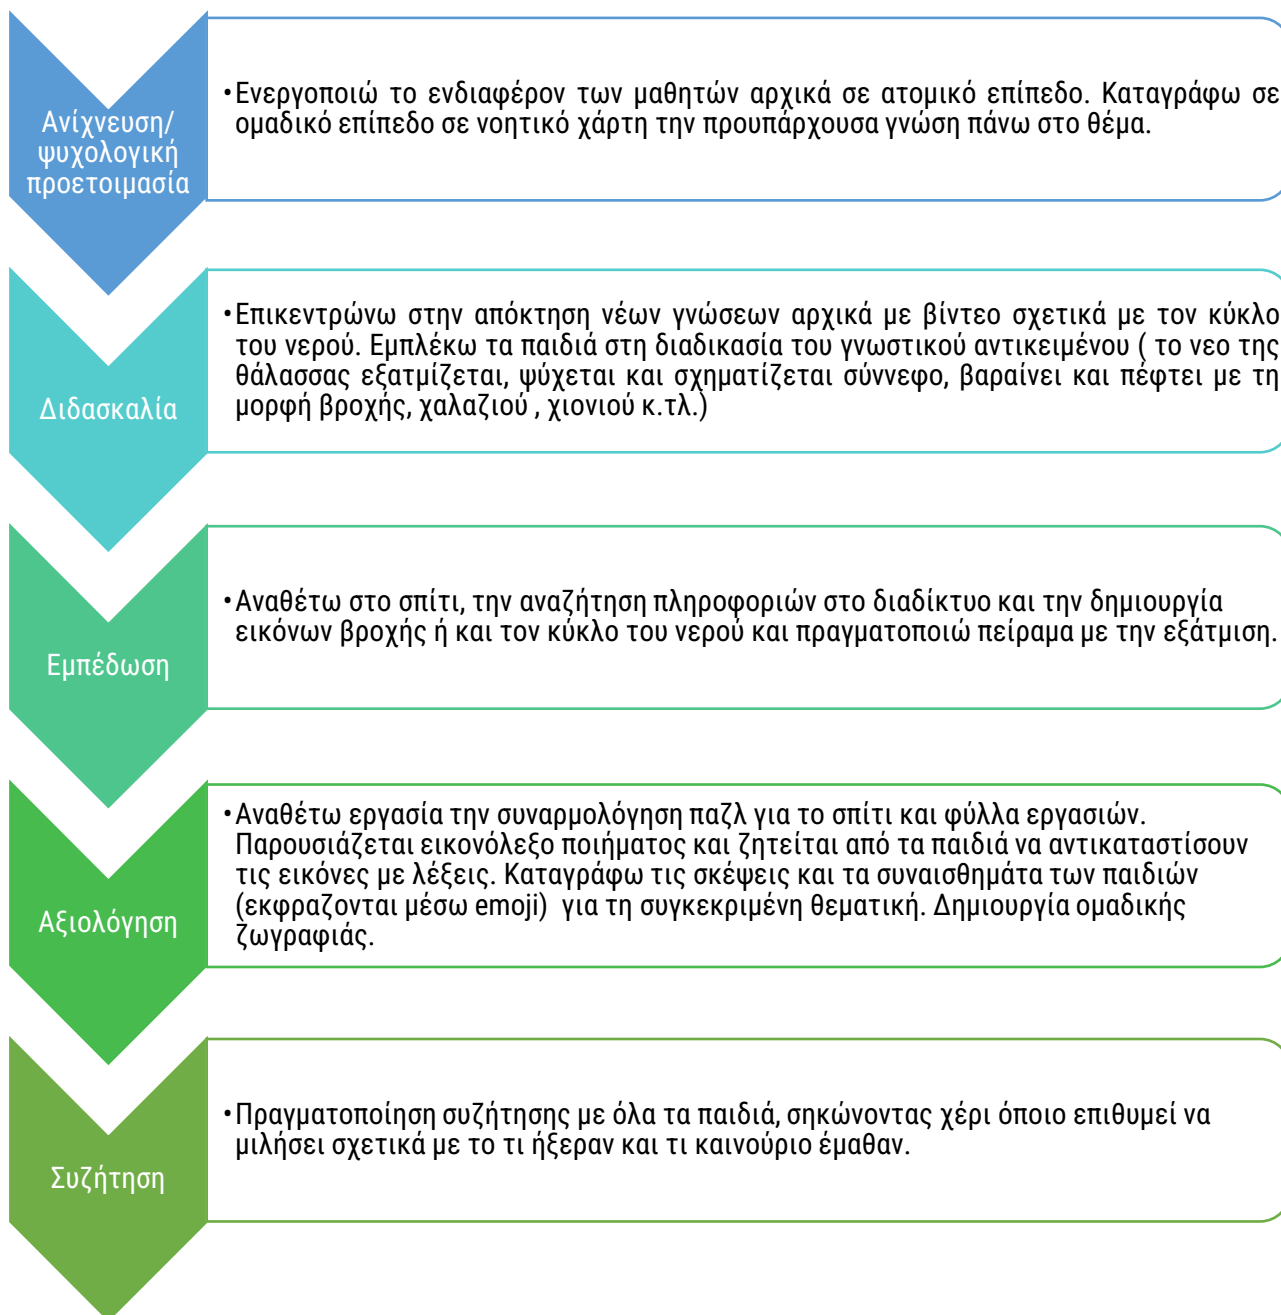 Ανίχνευση/
ψυχολογική
προετοιμασία
•Ενεργοποιώ το ενδιαφέρον των μαθητών αρχικά σε ατομικό επίπεδο. Καταγράφω σε
ομαδικό επίπεδο σε νοητικό χάρτη την προυπάρχουσα γνώση πάνω στο θέμα.
Διδασκαλία
•Επικεντρώνω στην απόκτηση νέων γνώσεων αρχικά με βίντεο σχετικά με τον κύκλο
του νερού. Εμπλέκω τα παιδιά στη διαδικασία του γνωστικού αντικειμένου ( το νεο της
θάλασσας εξατμίζεται, ψύχεται και σχηματίζεται σύννεφο, βαραίνει και πέφτει με τη
μορφή βροχής, χαλαζιού , χιονιού κ.τλ.)
Εμπέδωση
•Αναθέτω στο σπίτι, την αναζήτηση πληροφοριών στο διαδίκτυο και την δημιουργία
εικόνων βροχής ή και τον κύκλο του νερού και πραγματοποιώ πείραμα με την εξάτμιση.
Αξιολόγηση
•Αναθέτω εργασία την συναρμολόγηση παζλ για το σπίτι και φύλλα εργασιών.
Παρουσιάζεται εικονόλεξο ποιήματος και ζητείται από τα παιδιά να αντικαταστίσουν
τις εικόνες με λέξεις. Καταγράφω τις σκέψεις και τα συναισθημάτα των παιδιών
(εκφραζονται μέσω emoji) για τη συγκεκριμένη θεματική. Δημιουργία ομαδικής
ζωγραφιάς.
Συζήτηση
•Πραγματοποίηση συζήτησης με όλα τα παιδιά, σηκώνοντας χέρι όποιο επιθυμεί να
μιλήσει σχετικά με το τι ήξεραν και τι καινούριο έμαθαν.